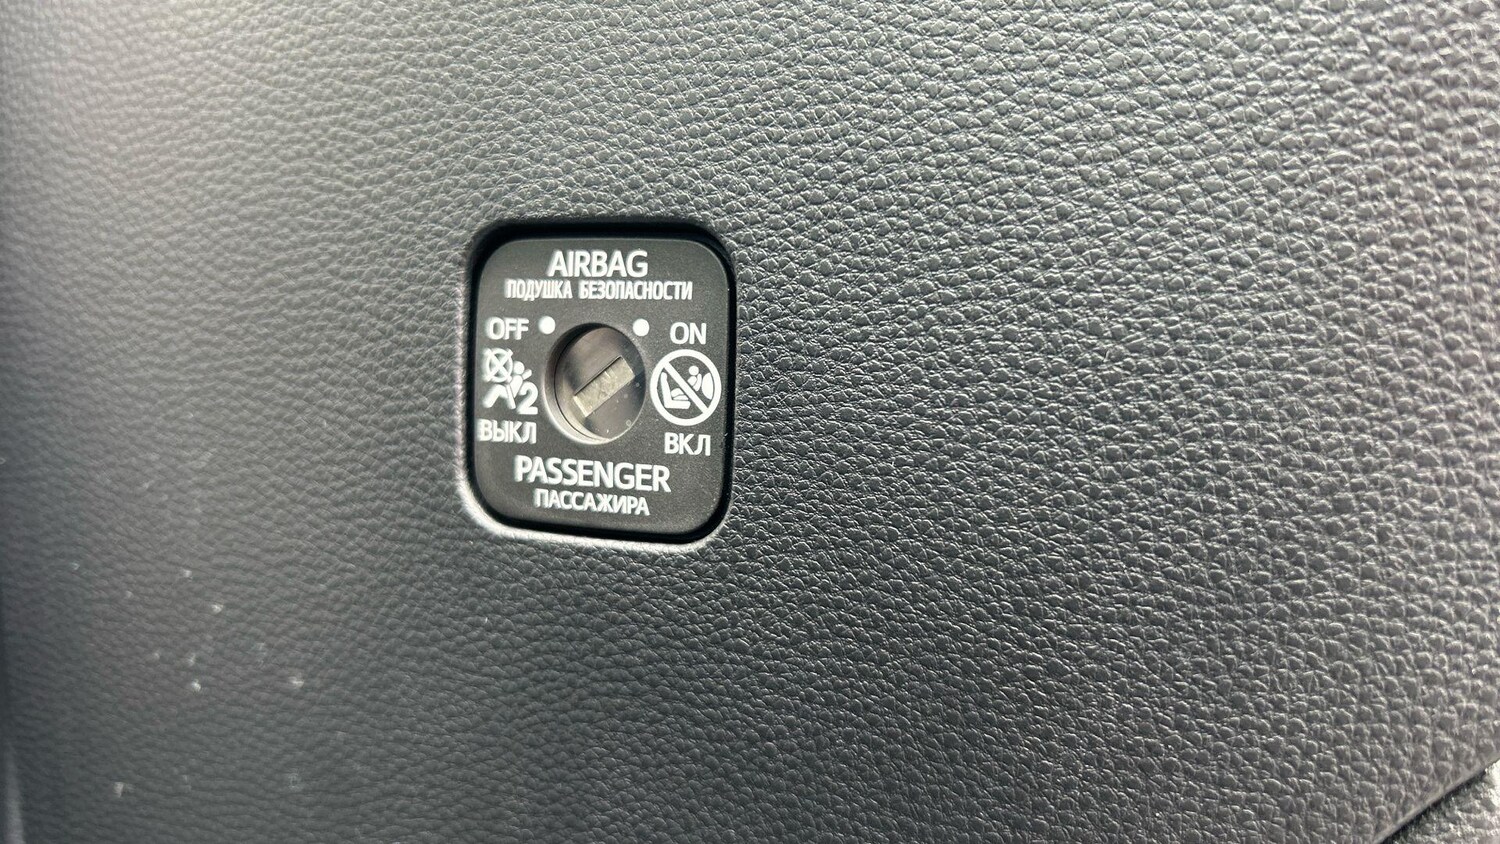 AIRBAG
ПОДУШКА БЕЗОПАСНОСТИ
OFF ON
2
ВЫКЛ ВКЛ
PASSENGER
ПАССАЖИРА